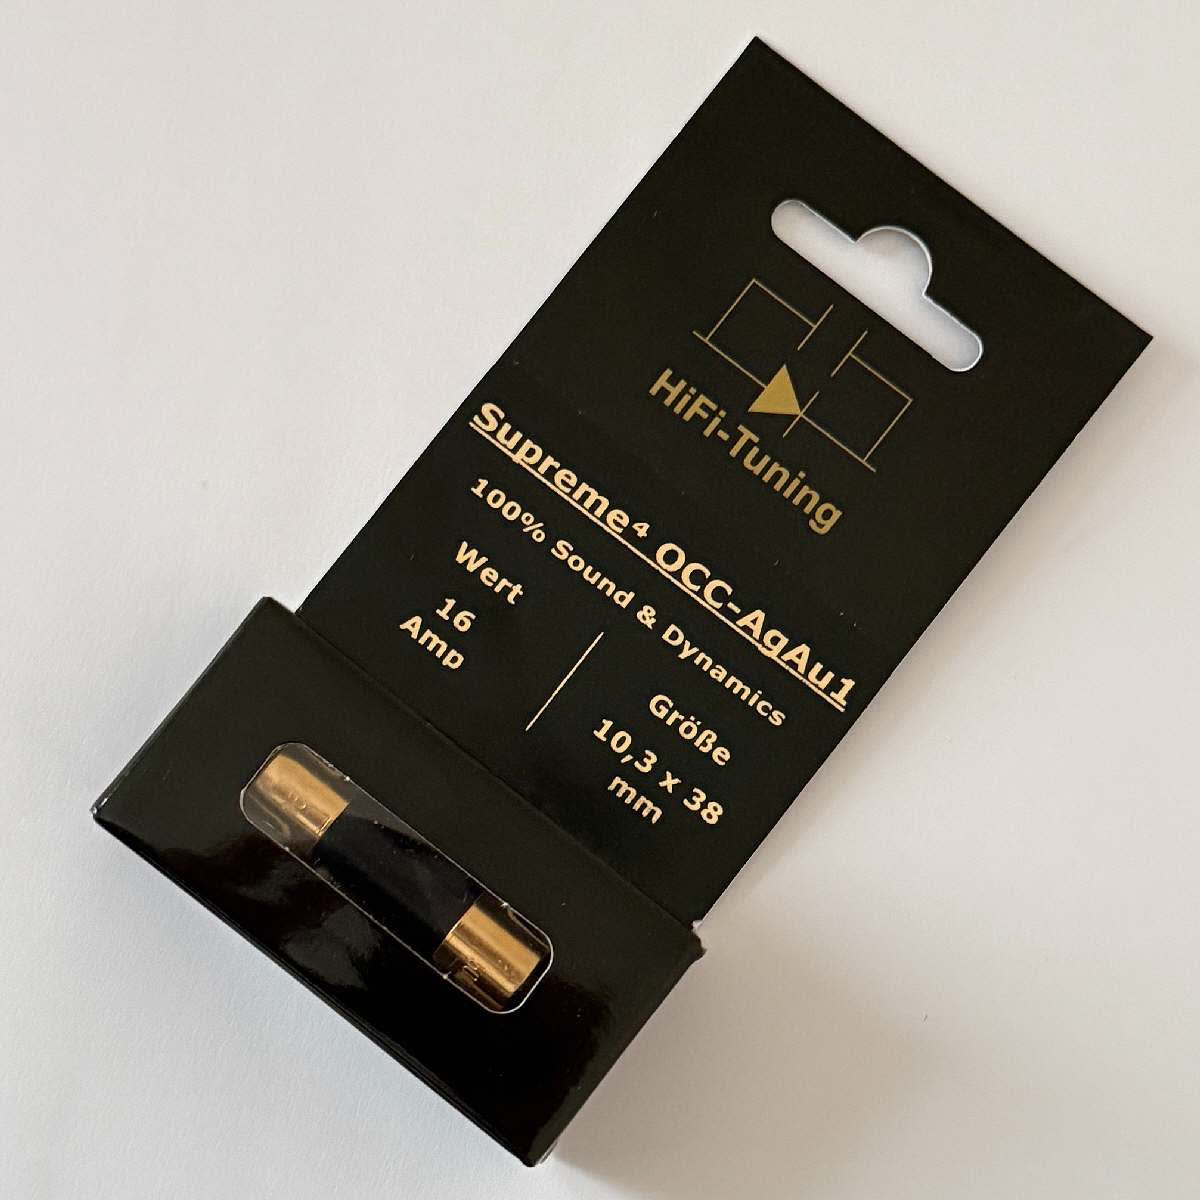 HiFi-Tuning
Supreme⁴ OCC-AgAu1
100% Sound & Dynamics
Wert
16
Amp
Größe
10,3 x 38
mm